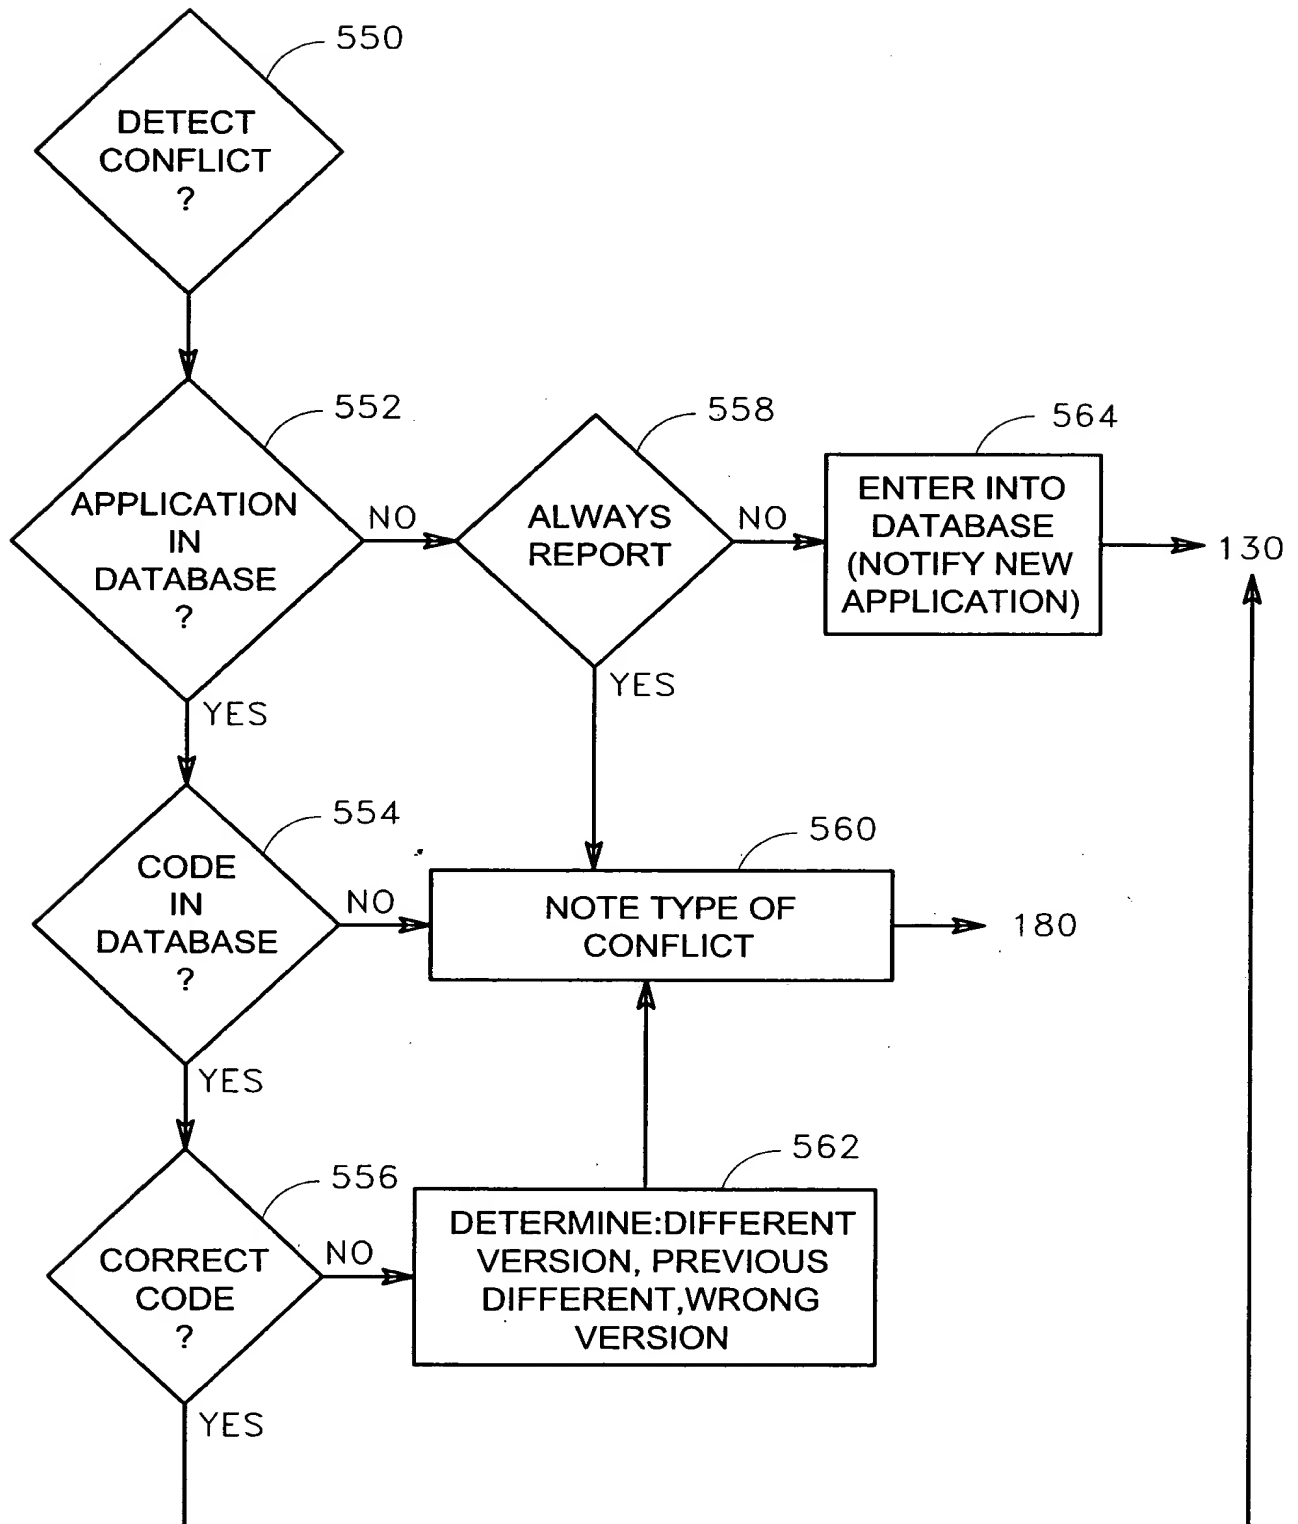 550
DETECT
CONFLICT
?
552
APPLICATION
IN
DATABASE
?
NO
YES
558
ALWAYS
REPORT
NO
YES
564
ENTER INTO
DATABASE
(NOTIFY NEW
APPLICATION)
130
554
CODE
IN
DATABASE
?
NO
YES
560
NOTE TYPE OF
CONFLICT
180
556
CORRECT
CODE
?
NO
YES
562
DETERMINE:DIFFERENT
VERSION, PREVIOUS
DIFFERENT,WRONG
VERSION